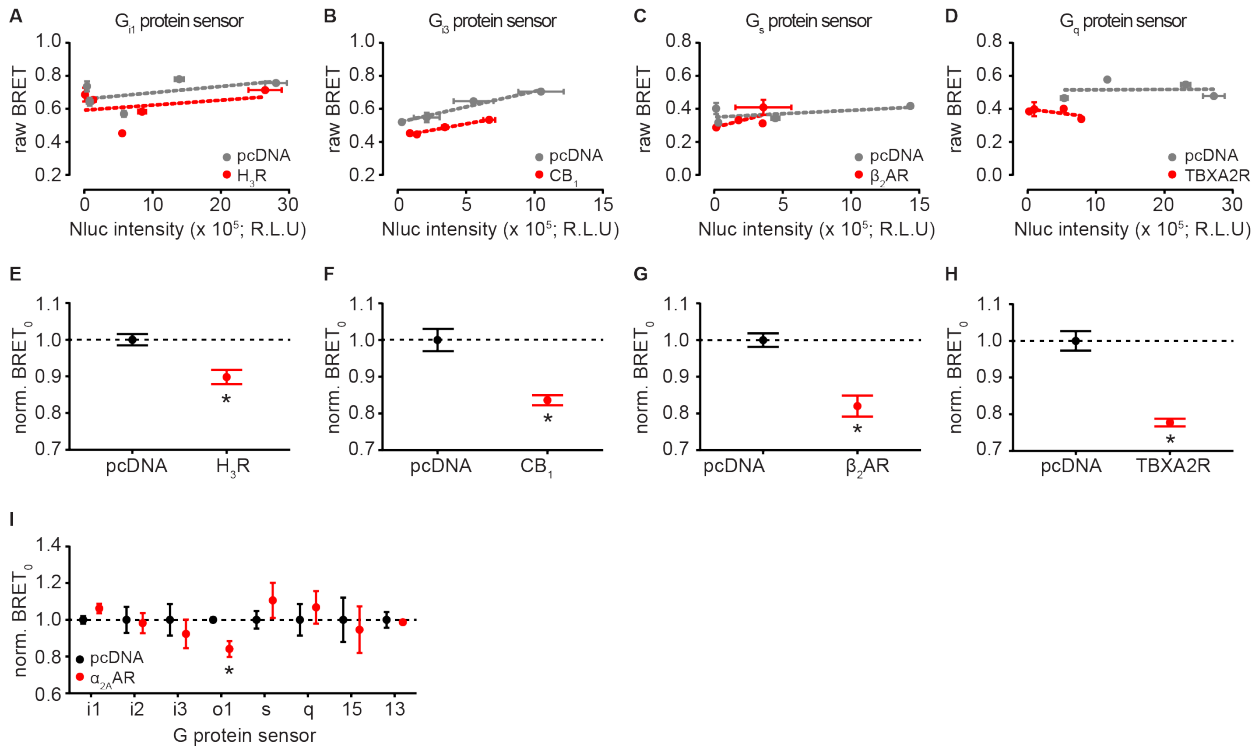 A
G_i1 protein sensor
raw BRET
1.0
0.8
0.6
0.4
0.2
pcDNA
H₃R
0
10
20
30
Nluc intensity (x 10⁵; R.L.U)
B
G_i3 protein sensor
raw BRET
1.0
0.8
0.6
0.4
0.2
pcDNA
CB₁
0
5
10
15
Nluc intensity (x 10⁵; R.L.U)
C
G_s protein sensor
raw BRET
0.8
0.6
0.4
0.2
0.0
pcDNA
β₂AR
0
5
10
15
Nluc intensity (x 10⁵; R.L.U)
D
G_q protein sensor
raw BRET
0.8
0.6
0.4
0.2
0.0
pcDNA
TBXA2R
0
10
20
30
Nluc intensity (x 10⁵; R.L.U)
E
norm. BRET₀
1.1
1.0
0.9
0.8
0.7
*
pcDNA
H₃R
F
norm. BRET₀
1.1
1.0
0.9
0.8
0.7
*
pcDNA
CB₁
G
norm. BRET₀
1.1
1.0
0.9
0.8
0.7
*
pcDNA
β₂AR
H
norm. BRET₀
1.1
1.0
0.9
0.8
0.7
*
pcDNA
TBXA2R
I
norm. BRET₀
1.4
1.2
1.0
0.8
0.6
pcDNA
α₂ₐAR
*
i1 i2 i3 o1 s q 15 13
G protein sensor